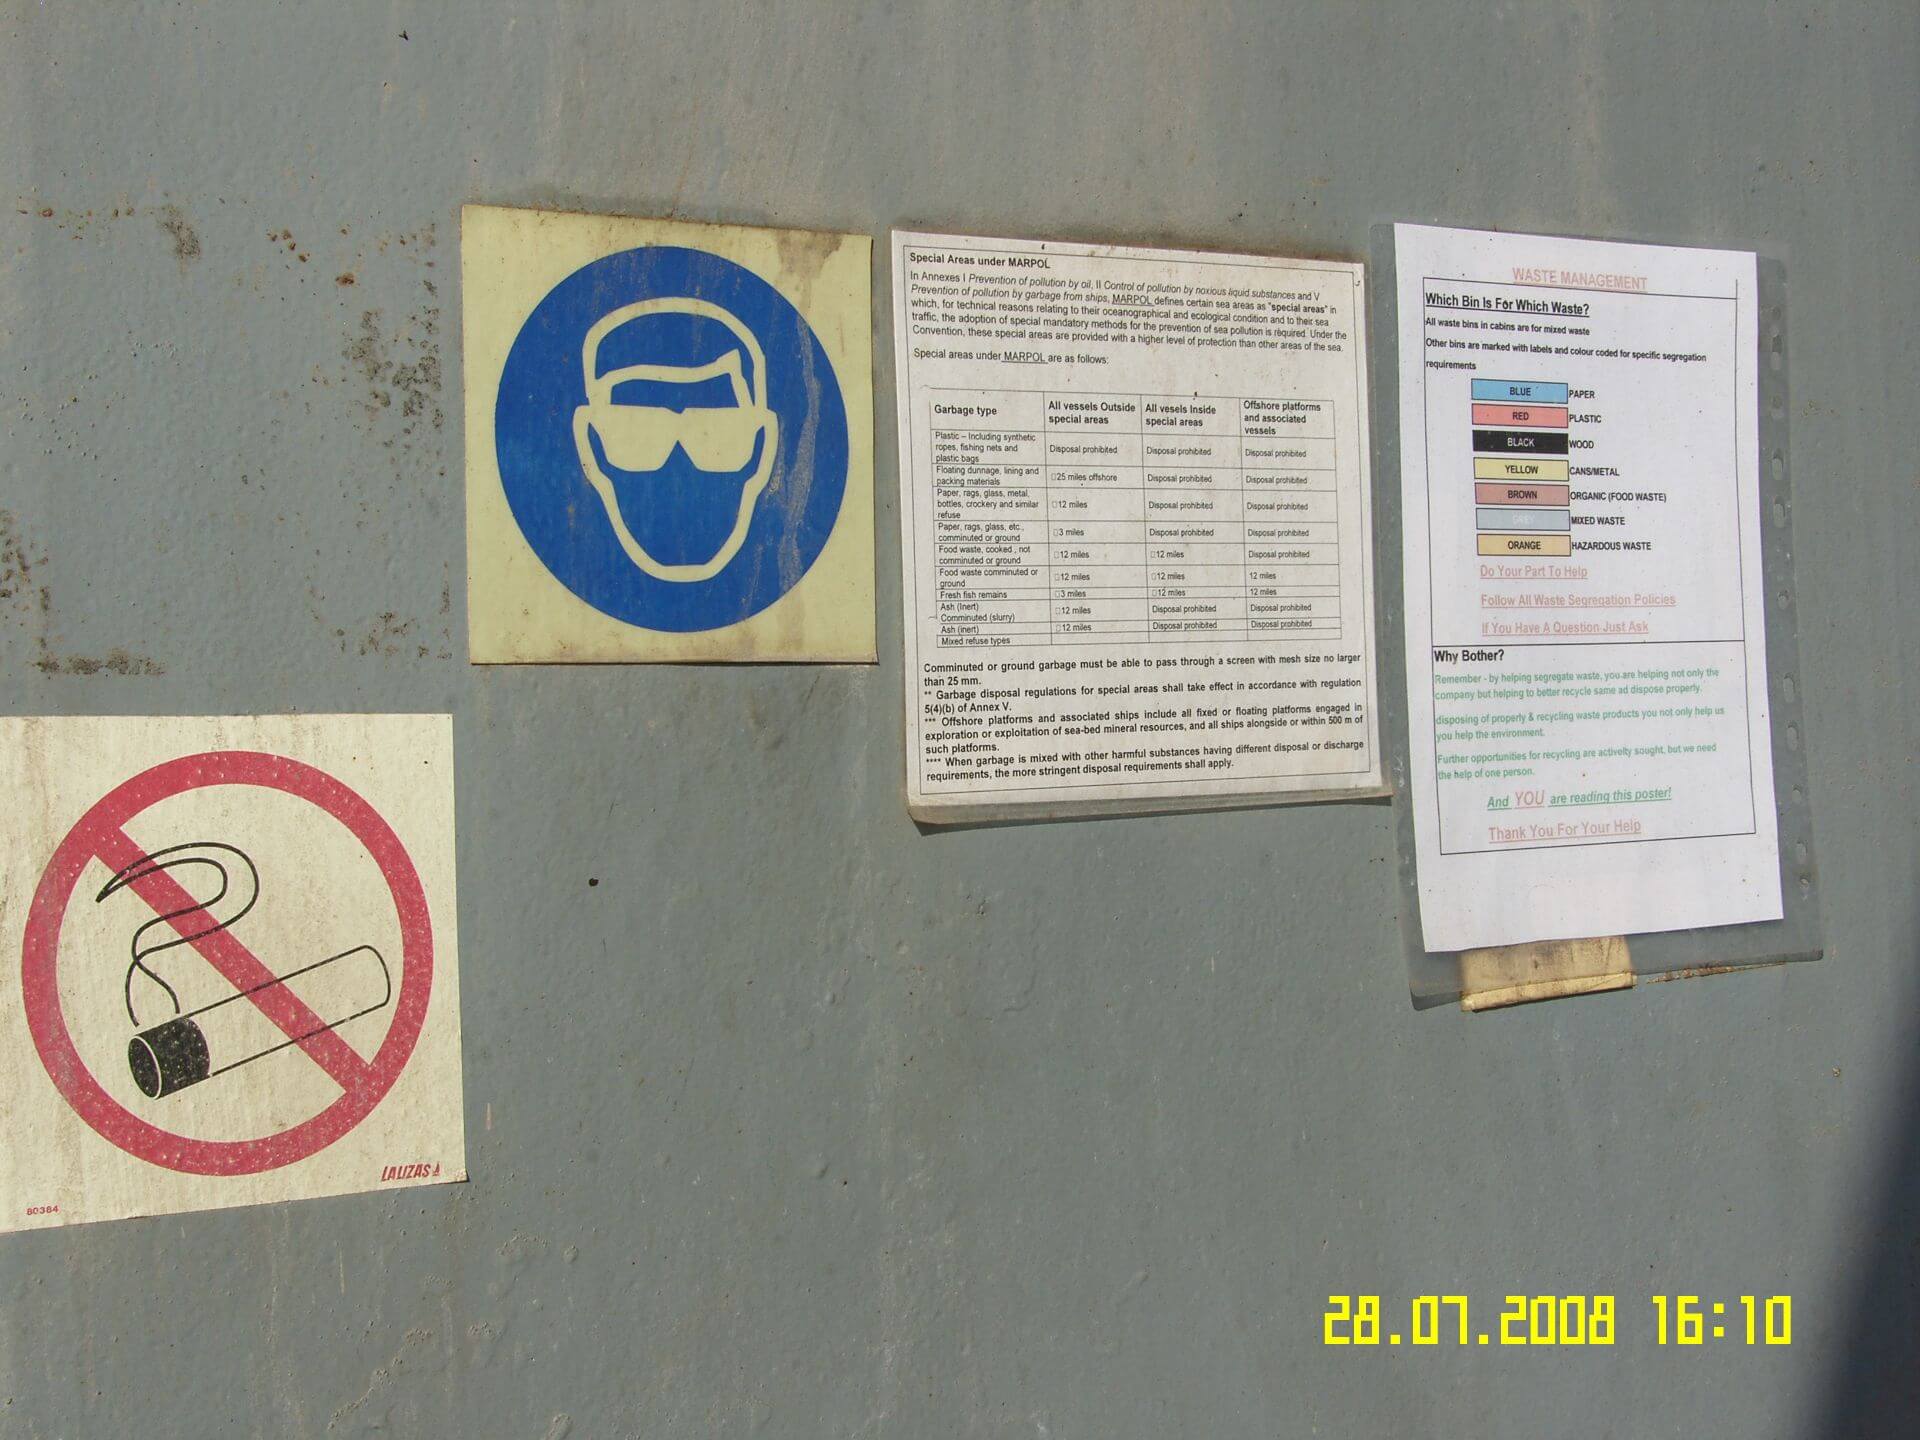 Special Areas under MARPOL
In Annexes I Prevention of pollution by oil, II Control of pollution by noxious liquid substances and V
Prevention of pollution by garbage from ships, MARPOL defines certain sea areas as "special areas" in
which, for technical reasons relating to their oceanographical and ecological condition and to their sea
traffic, the adoption of special mandatory methods for the prevention of sea pollution is required. Under the
Convention, these special areas are provided with a higher level of protection than other areas of the sea.
Special areas under MARPOL are as follows:
Garbage type All vessels Outside special areas All vesels Inside special areas Offshore platforms and associated vessels
Plastic – Including synthetic ropes, fishing nets and plastic bags Disposal prohibited Disposal prohibited Disposal prohibited
Floating dunnage, lining and packing materials □25 miles offshore Disposal prohibited Disposal prohibited
Paper, rags, glass, metal, bottles, crockery and similar refuse □12 miles Disposal prohibited Disposal prohibited
Paper, rags, glass, etc., comminuted or ground □3 miles Disposal prohibited Disposal prohibited
Food waste, cooked , not comminuted or ground □12 miles □12 miles Disposal prohibited
Food waste comminuted or ground □12 miles □12 miles 12 miles
Fresh fish remains □3 miles □12 miles 12 miles
Ash (Inert) Comminuted (slurry) □12 miles Disposal prohibited Disposal prohibited
Ash (inert) □12 miles Disposal prohibited Disposal prohibited
Mixed refuse types
Comminuted or ground garbage must be able to pass through a screen with mesh size no larger
than 25 mm.
** Garbage disposal regulations for special areas shall take effect in accordance with regulation
5(4)(b) of Annex V.
*** Offshore platforms and associated ships include all fixed or floating platforms engaged in
exploration or exploitation of sea-bed mineral resources, and all ships alongside or within 500 m of
such platforms.
**** When garbage is mixed with other harmful substances having different disposal or discharge
requirements, the more stringent disposal requirements shall apply.
WASTE MANAGEMENT
Which Bin Is For Which Waste?
All waste bins in cabins are for mixed waste
Other bins are marked with labels and colour coded for specific segregation
requirements
BLUE PAPER
RED PLASTIC
BLACK WOOD
YELLOW CANS/METAL
BROWN ORGANIC (FOOD WASTE)
GREY MIXED WASTE
ORANGE HAZARDOUS WASTE
Do Your Part To Help
Follow All Waste Segregation Policies
If You Have A Question Just Ask
Why Bother?
Remember - by helping segregate waste, you are helping not only the
company but helping to better recycle same ad dispose properly.
disposing of properly & recycling waste products you not only help us
you help the environment.
Further opportunities for recycling are activelty sought, but we need
the help of one person.
And YOU are reading this poster!
Thank You For Your Help
LALIZAS
80384
28.07.2008 16:10